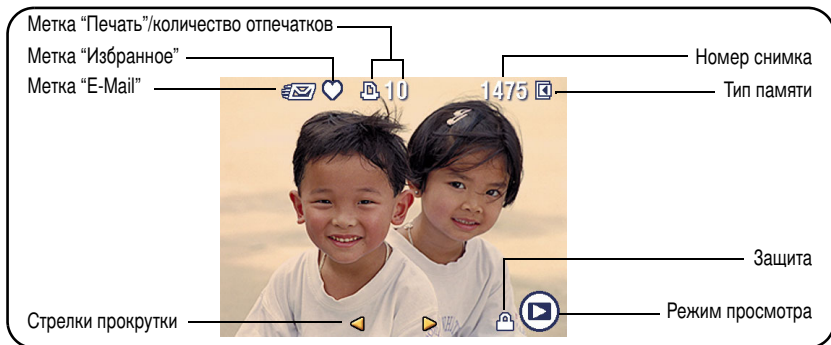 Метка “Печать”/количество отпечатков
Метка “Избранное”
Метка “E-Mail”
Номер снимка
Тип памяти
10
1475
Защита
Стрелки прокрутки
Режим просмотра